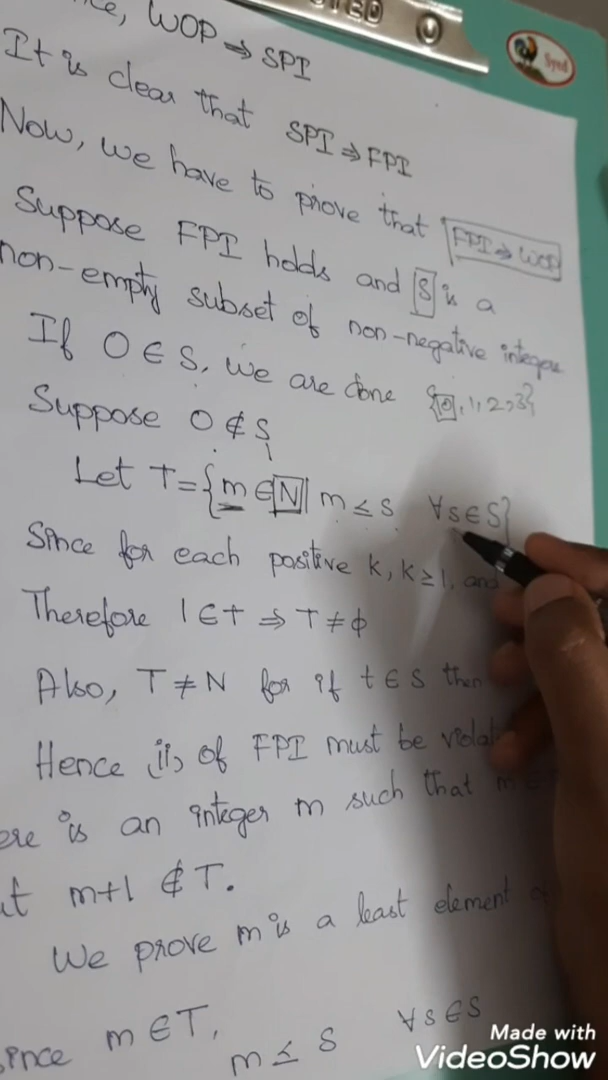 WOP ⇒ SPI
Syed
It is clear that SPI ⇒ FPI
Now, we have to prove that FPI ⇒ WOP
Suppose FPI holds and S is a
non-empty subset of non-negative integers
If 0 ∈ S, we are done {0, 1, 2, 3}
Suppose 0 ∉ S
Let T = {m ∈ N | m ≤ s ∀s ∈ S}
Since for each positive k, k ≥ 1, and
Therefore 1 ∈ T ⇒ T ≠ ϕ
Also, T ≠ N for if t ∈ S then
Hence (ii) of FPI must be
is an integer m such that m
m+1 ∉ T.
We prove m is a least element
Since m ∈ T,
m ≤ s ∀s ∈ S
Made with
VideoShow